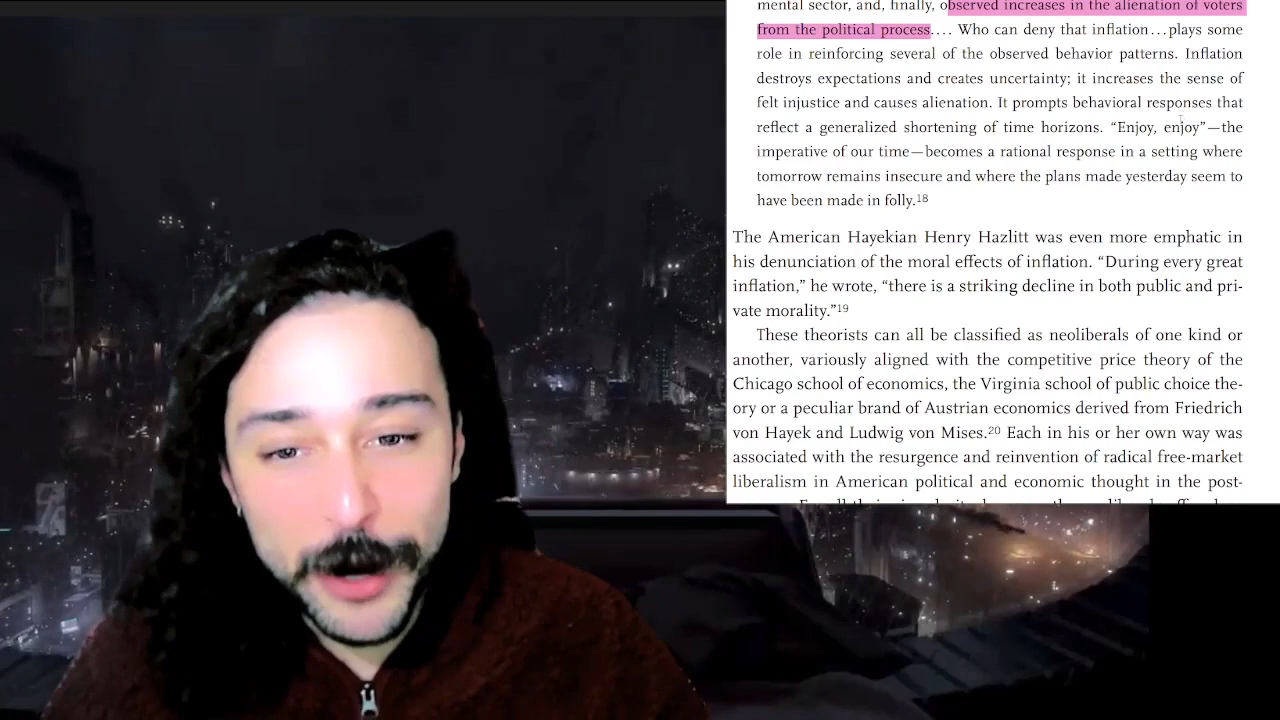 mental sector, and, finally, observed increases in the alienation of voters
from the political process.... Who can deny that inflation...plays some
role in reinforcing several of the observed behavior patterns. Inflation
destroys expectations and creates uncertainty; it increases the sense of
felt injustice and causes alienation. It prompts behavioral responses that
reflect a generalized shortening of time horizons. “Enjoy, enjoy”—the
imperative of our time—becomes a rational response in a setting where
tomorrow remains insecure and where the plans made yesterday seem to
have been made in folly.18
The American Hayekian Henry Hazlitt was even more emphatic in
his denunciation of the moral effects of inflation. “During every great
inflation,” he wrote, “there is a striking decline in both public and pri-
vate morality.”19
These theorists can all be classified as neoliberals of one kind or
another, variously aligned with the competitive price theory of the
Chicago school of economics, the Virginia school of public choice the-
ory or a peculiar brand of Austrian economics derived from Friedrich
von Hayek and Ludwig von Mises.20 Each in his or her own way was
associated with the resurgence and reinvention of radical free-market
liberalism in American political and economic thought in the post-